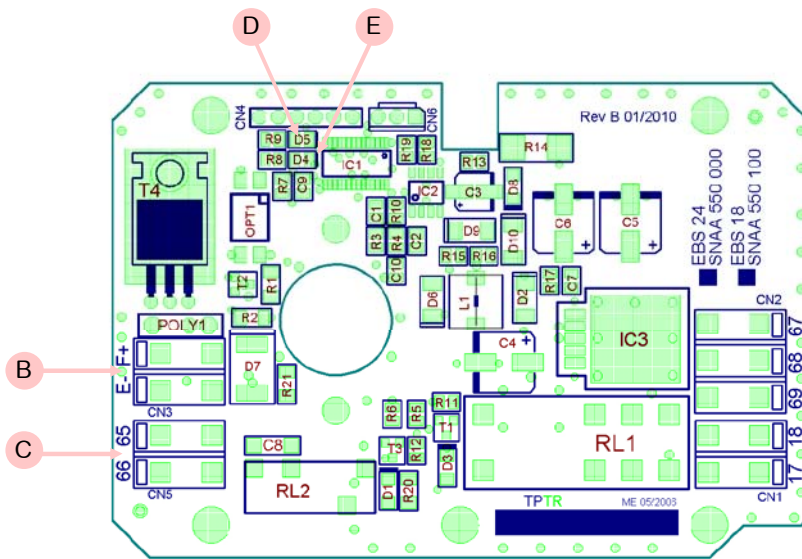 D
E
CN4
CN6
Rev B 01/2010
R9
D5
R19
R18
R14
R8
D4
IC1
R13
T4
R7
C9
IC2
C3
D8
EBS 24
SNAA 550 000
EBS 18
SNAA 550 100
OPT1
C1
R10
C6
C5
R3
R4
C2
D9
D10
C10
R15
R16
T2
R1
D6
L1
D2
R17
C7
CN2
POLY1
R2
67
F+
C4
IC3
B
D7
68
E-
R21
69
CN3
R6
R5
R11
65
T1
18
C
C8
T3
R12
RL1
66
D3
17
CN5
RL2
D1
R20
CN1
TPTR
ME 05/2006